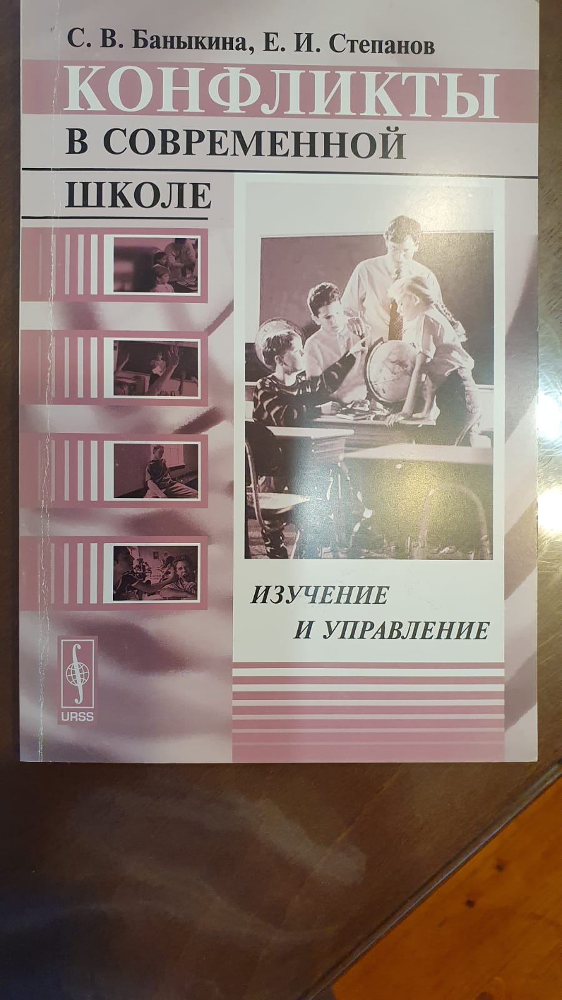 С. В. Баныкина, Е. И. Степанов
КОНФЛИКТЫ
В СОВРЕМЕННОЙ
ШКОЛЕ
ИЗУЧЕНИЕ
И УПРАВЛЕНИЕ
URSS